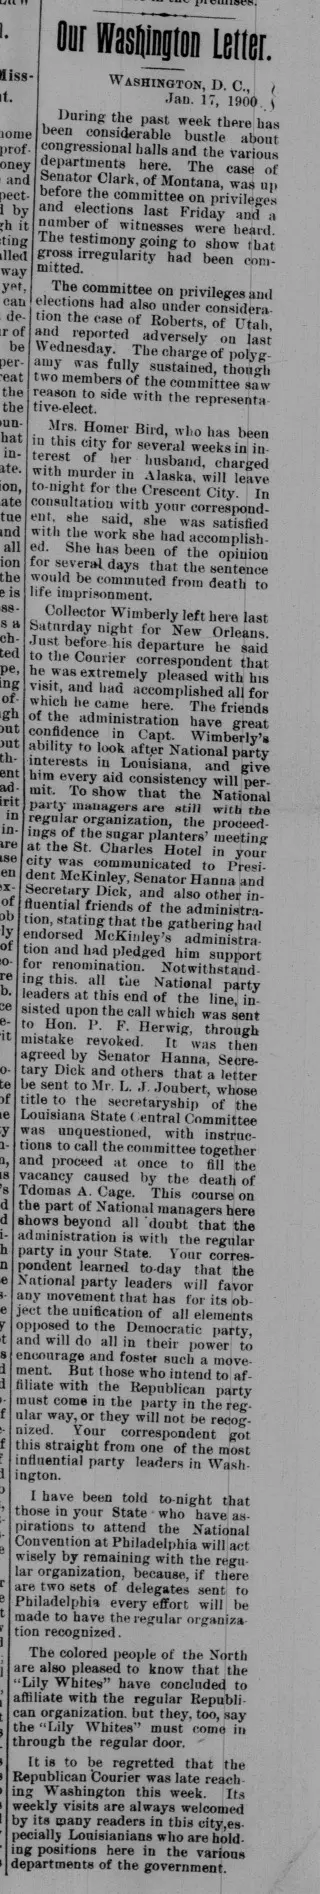 Our Washington Letter.
WASHINGTON, D. C.,
Jan. 17, 1900.
During the past week there has
been considerable bustle about
congressional halls and the various
departments here. The case of
Senator Clark, of Montana, was up
before the committee on privileges
and elections last Friday and a
number of witnesses were heard.
The testimony going to show that
gross irregularity had been com-
mitted.
The committee on privileges and
elections had also under considera-
tion the case of Roberts, of Utah,
and reported adversely on last
Wednesday. The charge of polyg-
amy was fully sustained, though
two members of the committee saw
reason to side with the representa-
tive-elect.
Mrs. Homer Bird, who has been
in this city for several weeks in in-
terest of her husband, charged
with murder in Alaska, will leave
to-night for the Crescent City. In
consultation with your correspond-
ent, she said, she was satisfied
with the work she had accomplish-
ed. She has been of the opinion
for several days that the sentence
would be commuted from death to
life imprisonment.
Collector Wimberly left here last
Saturday night for New Orleans.
Just before his departure he said
to the Courier correspondent that
he was extremely pleased with his
visit, and had accomplished all for
which he came here. The friends
of the administration have great
confidence in Capt. Wimberly's
ability to look after National party
interests in Louisiana, and give
him every aid consistency will per-
mit. To show that the National
party managers are still with the
regular organization, the proceed-
ings of the sugar planters' meeting
at the St. Charles Hotel in your
city was communicated to Presi-
dent McKinley, Senator Hanna and
Secretary Dick, and also other in-
fluential friends of the administra-
tion, stating that the gathering had
endorsed McKinley's administra-
tion and had pledged him support
for renomination. Notwithstand-
ing this. all the National party
leaders at this end of the line, in-
sisted upon the call which was sent
to Hon. P. F. Herwig, through
mistake revoked. It was then
agreed by Senator Hanna, Secre-
tary Dick and others that a letter
be sent to Mr. L. J. Joubert, whose
title to the secretaryship of the
Louisiana State Central Committee
was unquestioned, with instruc-
tions to call the committee together
and proceed at once to fill the
vacancy caused by the death of
Tdomas A. Cage. This course on
the part of National managers here
shows beyond all doubt that the
administration is with the regular
party in your State. Your corres-
pondent learned to-day that the
National party leaders will favor
any movement that has for its ob-
ject the unification of all elements
opposed to the Democratic party,
and will do all in their power to
encourage and foster such a move-
ment. But those who intend to af-
filiate with the Republican party
must come in the party in the reg-
ular way, or they will not be recog-
nized. Your correspondent got
this straight from one of the most
influential party leaders in Wash-
ington.
I have been told to-night that
those in your State who have as-
pirations to attend the National
Convention at Philadelphia will act
wisely by remaining with the regu-
lar organization, because, if there
are two sets of delegates sent to
Philadelphia every effort will be
made to have the regular organiza-
tion recognized.
The colored people of the North
are also pleased to know that the
"Lily Whites" have concluded to
affiliate with the regular Republi-
can organization. but they, too, say
the "Lily Whites" must come in
through the regular door.
It is to be regretted that the
Republican Courier was late reach-
ing Washington this week. Its
weekly visits are always welcomed
by its many readers in this city,es-
pecially Louisianians who are hold-
ing positions here in the various
departments of the government.